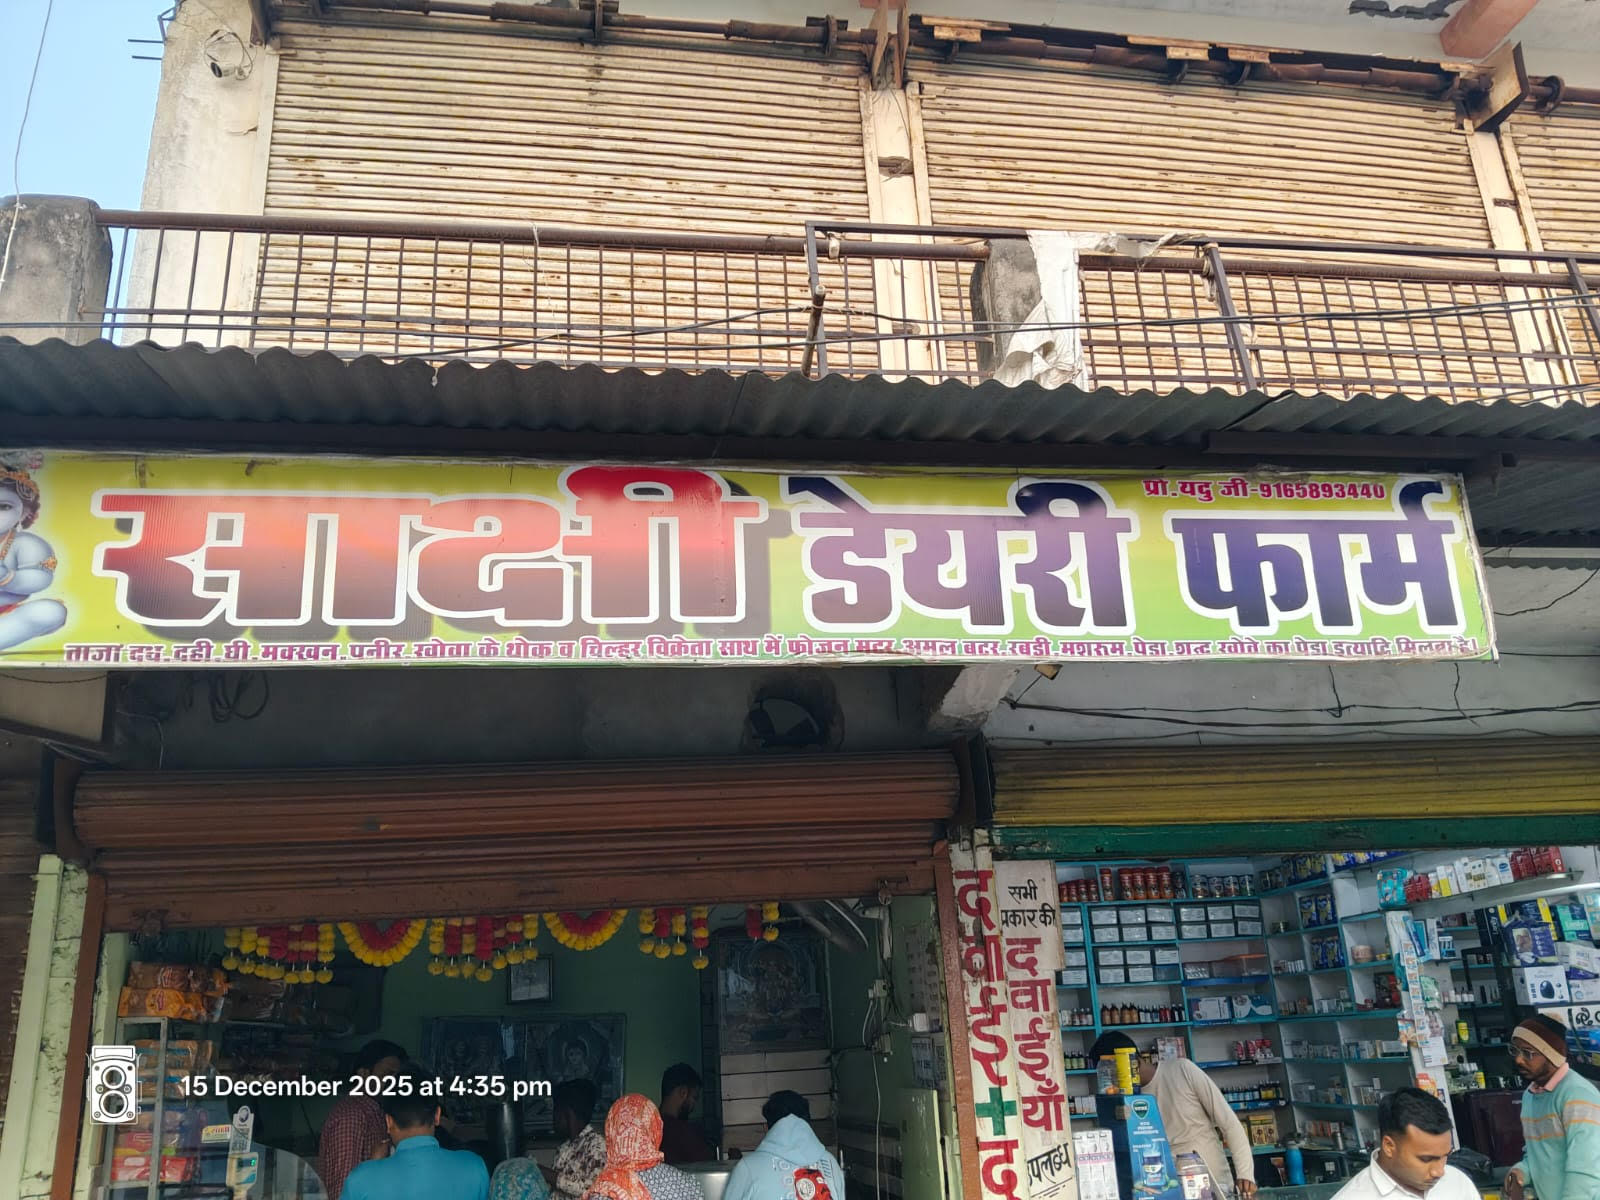 प्रो.यदु जी-9165893440
साक्षी डेयरी फार्म
ताजा दूध, दही, घी, मक्खन, पनीर, खोवा के थोक व चिल्हर विक्रेता साथ में फ्रोजन मटर, अमूल बटर, रबड़ी, मशरूम, पेड़ा, शुद्ध खोवे का पेड़ा इत्यादि मिलता है।
सभी
प्रकार की
दवाईयाँ
उपलब्ध
15 December 2025 at 4:35 pm